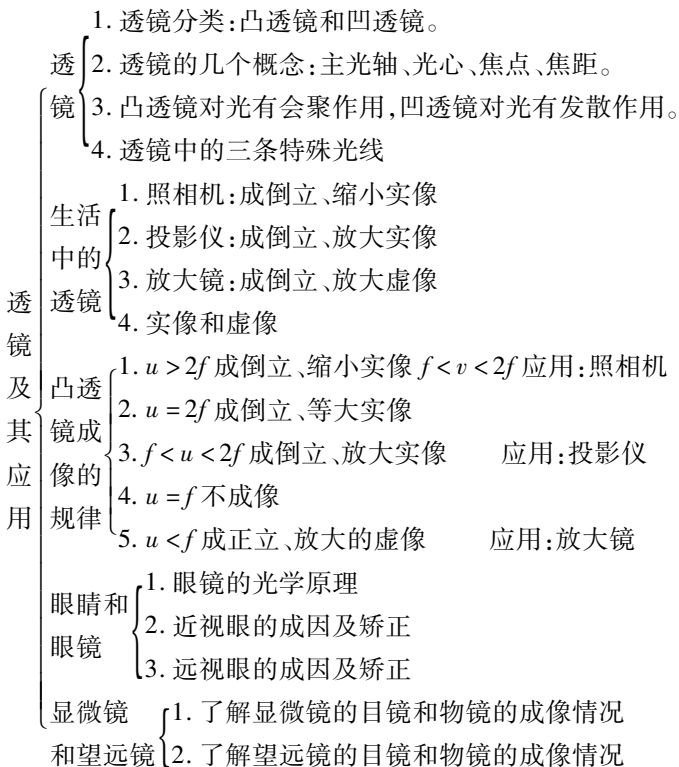 透镜及其应用
透镜
1. 透镜分类:凸透镜和凹透镜。
2. 透镜的几个概念:主光轴、光心、焦点、焦距。
3. 凸透镜对光有会聚作用,凹透镜对光有发散作用。
4. 透镜中的三条特殊光线
生活中的透镜
1. 照相机:成倒立、缩小实像
2. 投影仪:成倒立、放大实像
3. 放大镜:成倒立、放大虚像
4. 实像和虚像
凸透镜成像的规律
1. u > 2f 成倒立、缩小实像 f < v < 2f 应用:照相机
2. u = 2f 成倒立、等大实像
3. f < u < 2f 成倒立、放大实像 应用:投影仪
4. u = f 不成像
5. u < f 成正立、放大的虚像 应用:放大镜
眼睛和眼镜
1. 眼镜的光学原理
2. 近视眼的成因及矫正
3. 远视眼的成因及矫正
显微镜和望远镜
1. 了解显微镜的目镜和物镜的成像情况
2. 了解望远镜的目镜和物镜的成像情况